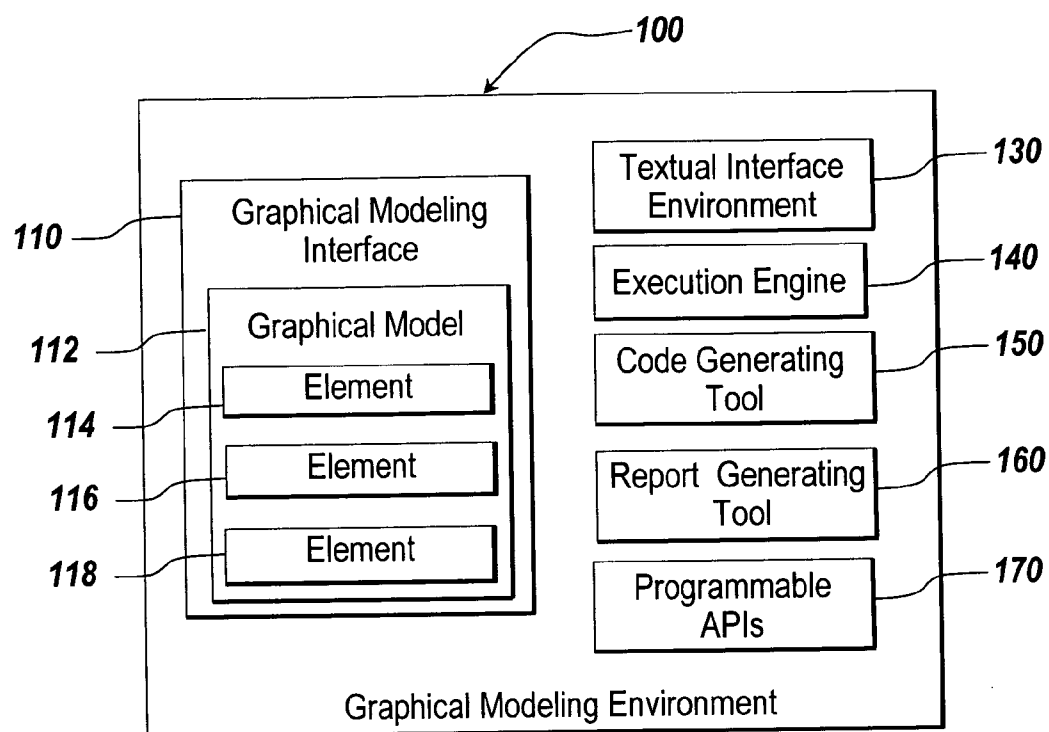 100
110
Graphical Modeling
Interface
112
Graphical Model
114
Element
116
Element
118
Element
Textual Interface
Environment
130
Execution Engine
140
Code Generating
Tool
150
Report Generating
Tool
160
Programmable
APIs
170
Graphical Modeling Environment